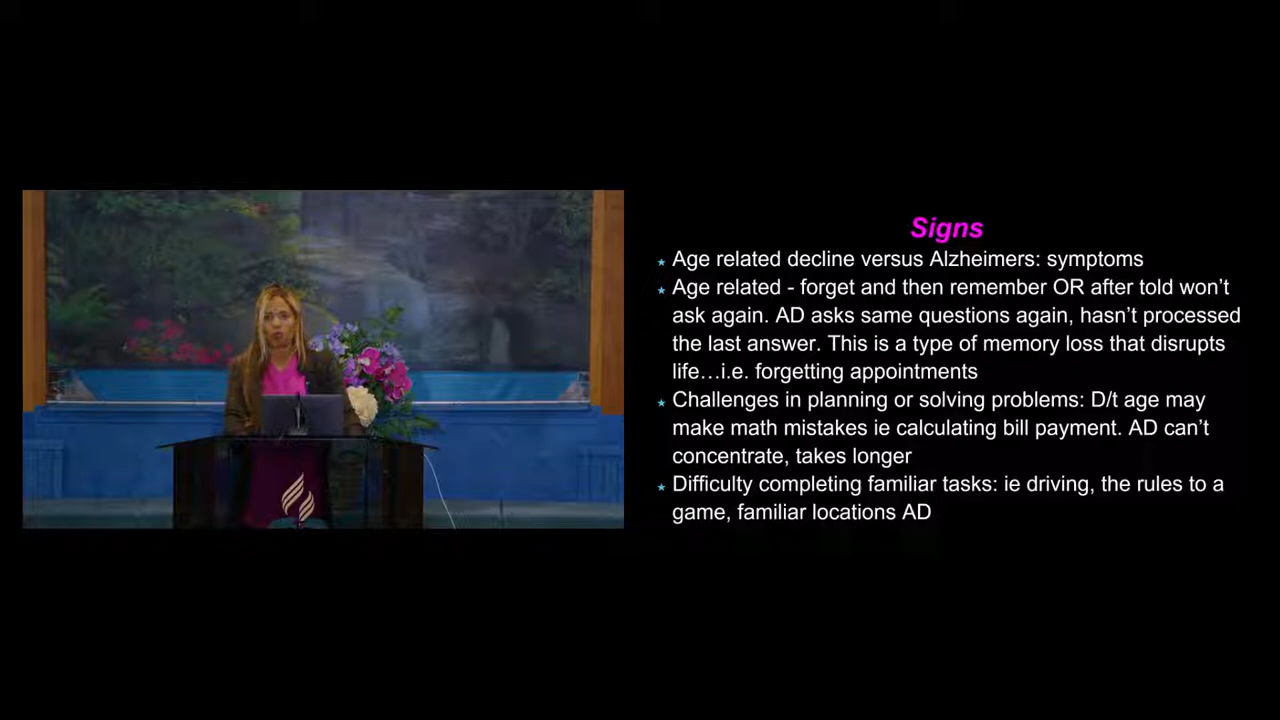 Signs
Age related decline versus Alzheimers: symptoms
Age related - forget and then remember OR after told won’t
ask again. AD asks same questions again, hasn’t processed
the last answer. This is a type of memory loss that disrupts
life…i.e. forgetting appointments
Challenges in planning or solving problems: D/t age may
make math mistakes ie calculating bill payment. AD can’t
concentrate, takes longer
Difficulty completing familiar tasks: ie driving, the rules to a
game, familiar locations AD